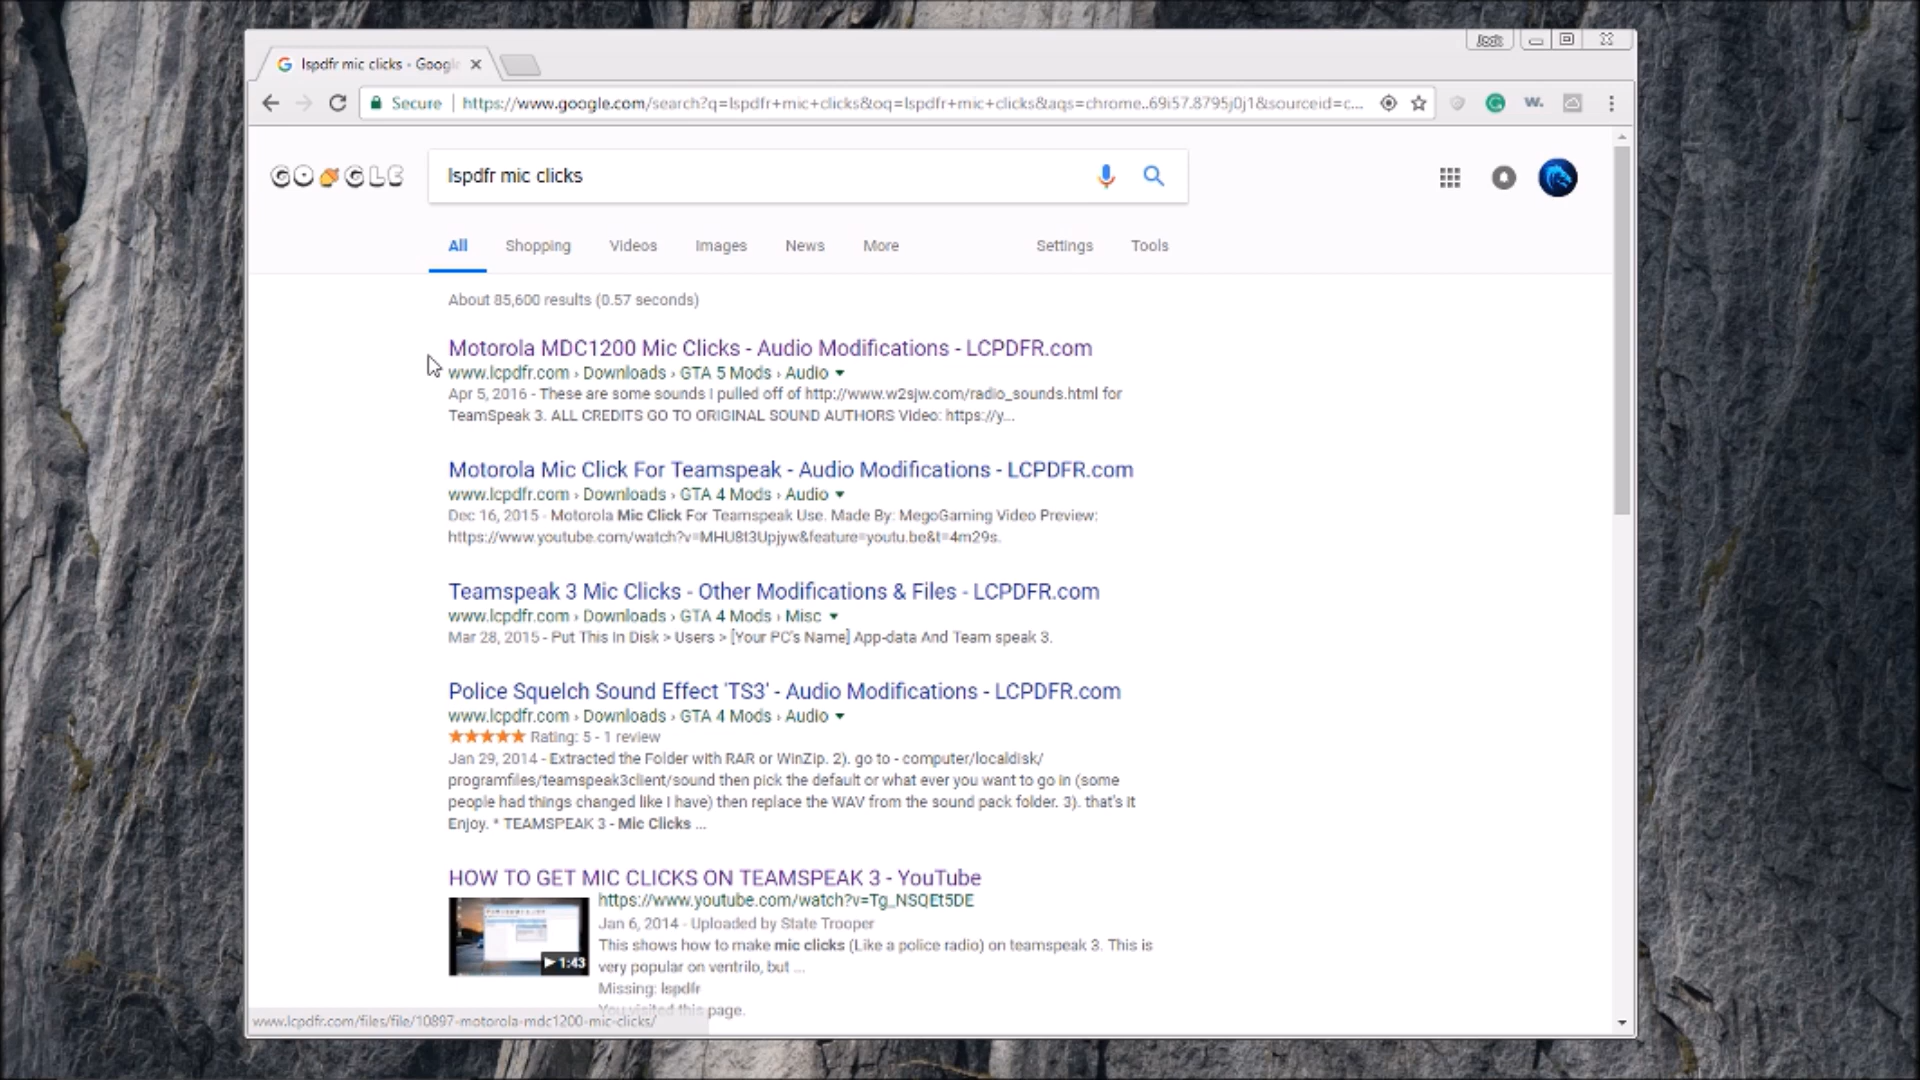 lspdfr mic clicks - Googl
Secure | https://www.google.com/search?q=lspdfr+mic+clicks&oq=lspdfr+mic+clicks&aqs=chrome..69i57.8795j0j1&sourceid=c...
GOOGLE
lspdfr mic clicks
All Shopping Videos Images News More Settings Tools
About 85,600 results (0.57 seconds)
Motorola MDC1200 Mic Clicks - Audio Modifications - LCPDFR.com
www.lcpdfr.com › Downloads › GTA 5 Mods › Audio
Apr 5, 2016 - These are some sounds I pulled off of http://www.w2sjw.com/radio_sounds.html for
TeamSpeak 3. ALL CREDITS GO TO ORIGINAL SOUND AUTHORS Video: https://y...
Motorola Mic Click For Teamspeak - Audio Modifications - LCPDFR.com
www.lcpdfr.com › Downloads › GTA 4 Mods › Audio
Dec 16, 2015 - Motorola Mic Click For Teamspeak Use. Made By: MegoGaming Video Preview:
https://www.youtube.com/watch?v=MHU8t3Upjyw&feature=youtu.be&t=4m29s.
Teamspeak 3 Mic Clicks - Other Modifications & Files - LCPDFR.com
www.lcpdfr.com › Downloads › GTA 4 Mods › Misc
Mar 28, 2015 - Put This In Disk > Users > [Your PC's Name] App-data And Team speak 3.
Police Squelch Sound Effect 'TS3' - Audio Modifications - LCPDFR.com
www.lcpdfr.com › Downloads › GTA 4 Mods › Audio
Rating: 5 - 1 review
Jan 29, 2014 - Extracted the Folder with RAR or WinZip. 2). go to - computer/localdisk/
programfiles/teamspeak3client/sound then pick the default or what ever you want to go in (some
people had things changed like I have) then replace the WAV from the sound pack folder. 3). that's it
Enjoy. * TEAMSPEAK 3 - Mic Clicks ...
HOW TO GET MIC CLICKS ON TEAMSPEAK 3 - YouTube
https://www.youtube.com/watch?v=Tg_NSQEt5DE
Jan 6, 2014 - Uploaded by State Trooper
This shows how to make mic clicks (Like a police radio) on teamspeak 3. This is
very popular on ventrilo, but ...
1:43
Missing: lspdfr
You visited this page.
www.lcpdfr.com/files/file/10897-motorola-mdc1200-mic-clicks/